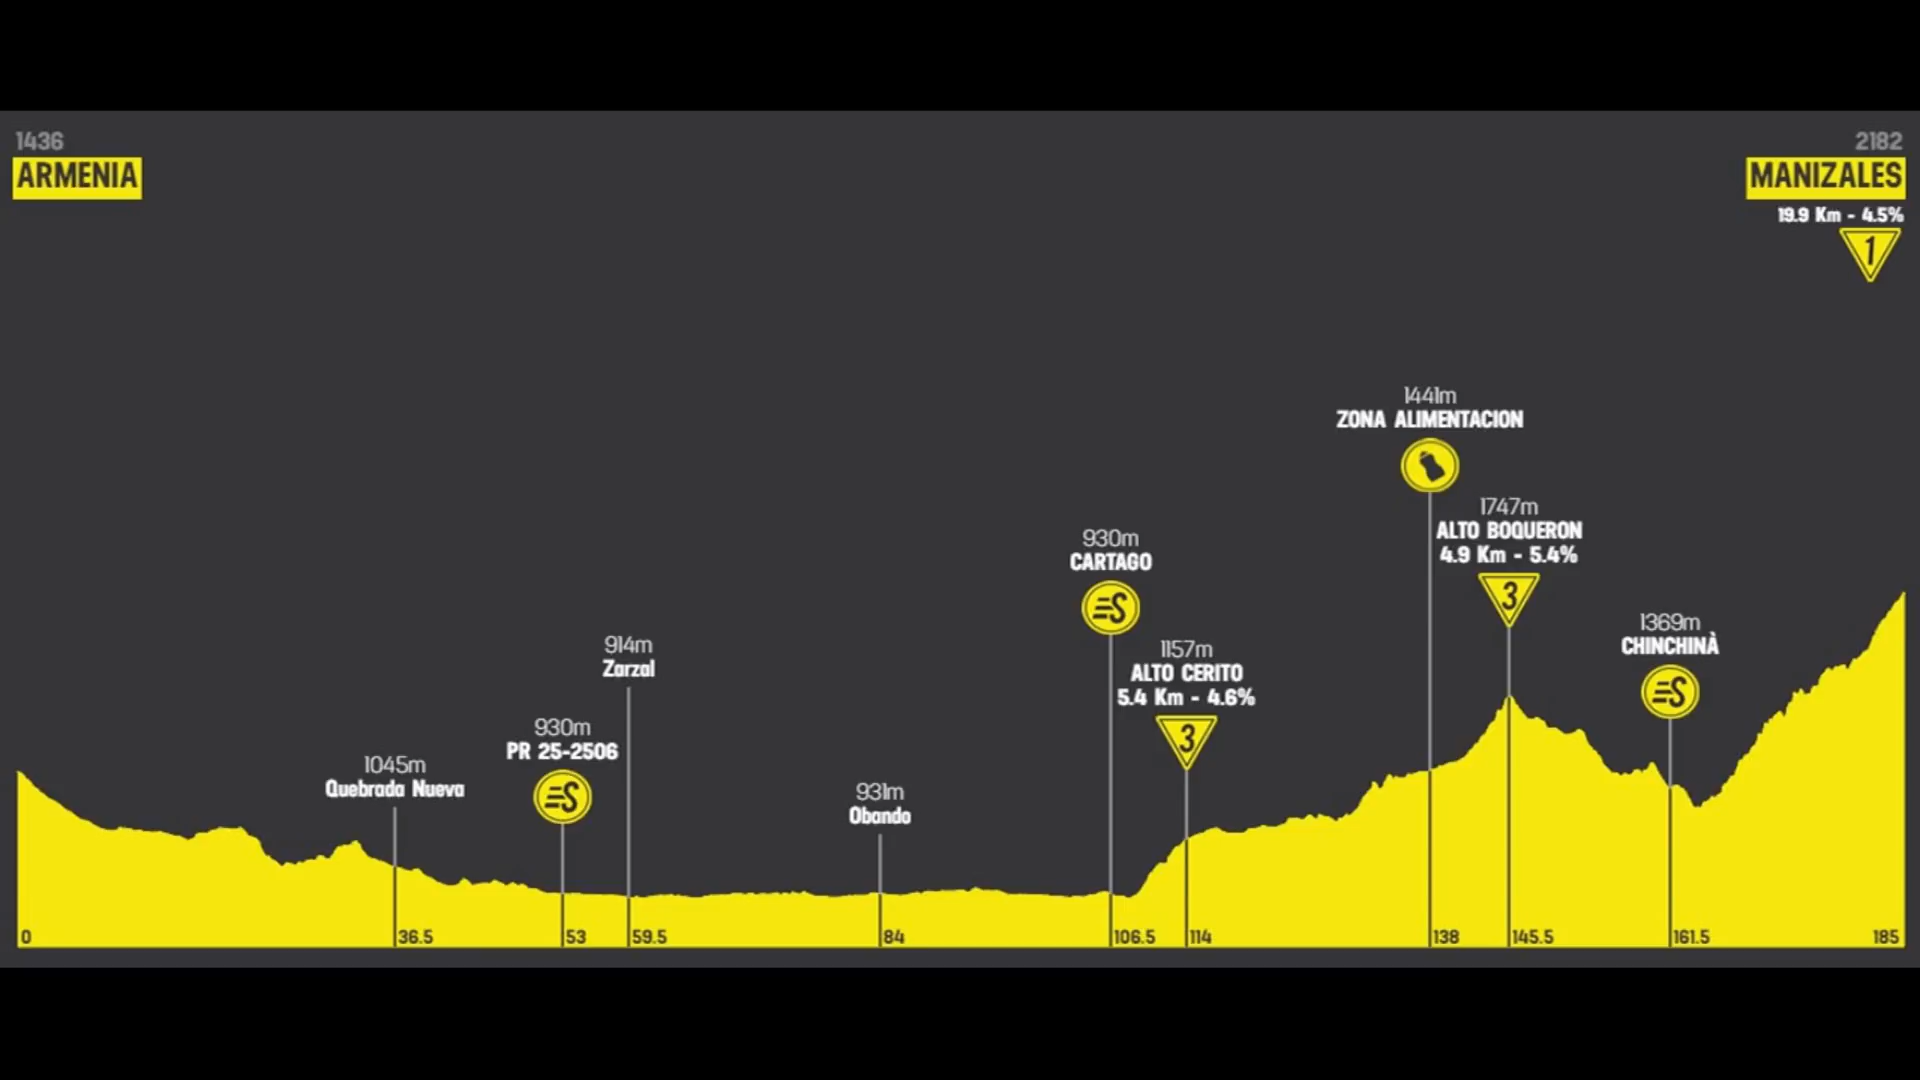 1436
ARMENIA
2182
MANIZALES
19.9 Km - 4.5%
1
1045m
Quebrada Nueva
930m
PR 25-2506
S
914m
Zarzal
931m
Obando
930m
CARTAGO
S
1157m
ALTO CERITO
5.4 Km - 4.6%
3
1441m
ZONA ALIMENTACION
1747m
ALTO BOQUERON
4.9 Km - 5.4%
3
1369m
CHINCHINÀ
S
0
36.5
53
59.5
84
106.5
114
138
145.5
161.5
185